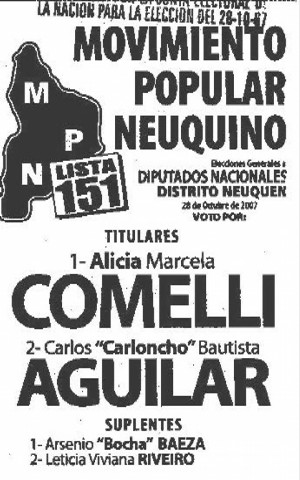 LA NACIÓN PARA LA ELECCIÓN DEL 28-10-07
MOVIMIENTO
POPULAR
NEUQUINO
M
P
N
LISTA
151
Elecciones Generales a
DIPUTADOS NACIONALES
DISTRITO NEUQUEN
28 de Octubre de 2007
VOTO POR:
TITULARES
1- Alicia Marcela
COMELLI
2- Carlos "Carloncho" Bautista
AGUILAR
SUPLENTES
1- Arsenio "Bocha" BAEZA
2- Leticia Viviana RIVEIRO